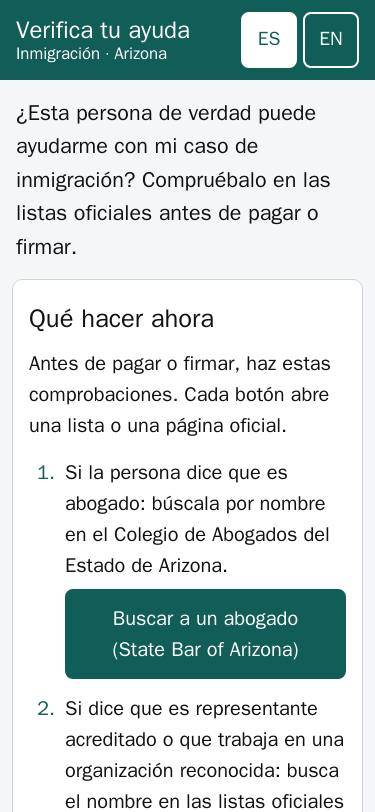 Verifica tu ayuda
Inmigración · Arizona
ES
EN
¿Esta persona de verdad puede
ayudarme con mi caso de
inmigración? Compruébalo en las
listas oficiales antes de pagar o
firmar.
Qué hacer ahora
Antes de pagar o firmar, haz estas
comprobaciones. Cada botón abre
una lista o una página oficial.
1. Si la persona dice que es
abogado: búscala por nombre
en el Colegio de Abogados del
Estado de Arizona.
Buscar a un abogado
(State Bar of Arizona)
2. Si dice que es representante
acreditado o que trabaja en una
organización reconocida: busca
el nombre en las listas oficiales